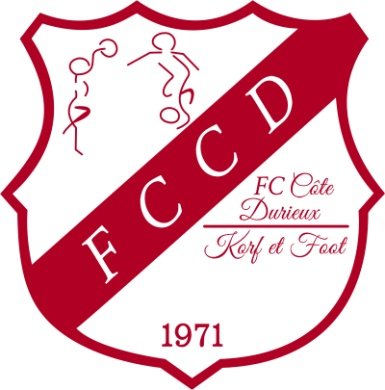 FCCD
FC Côte
Durieux
Korf et Foot
1971